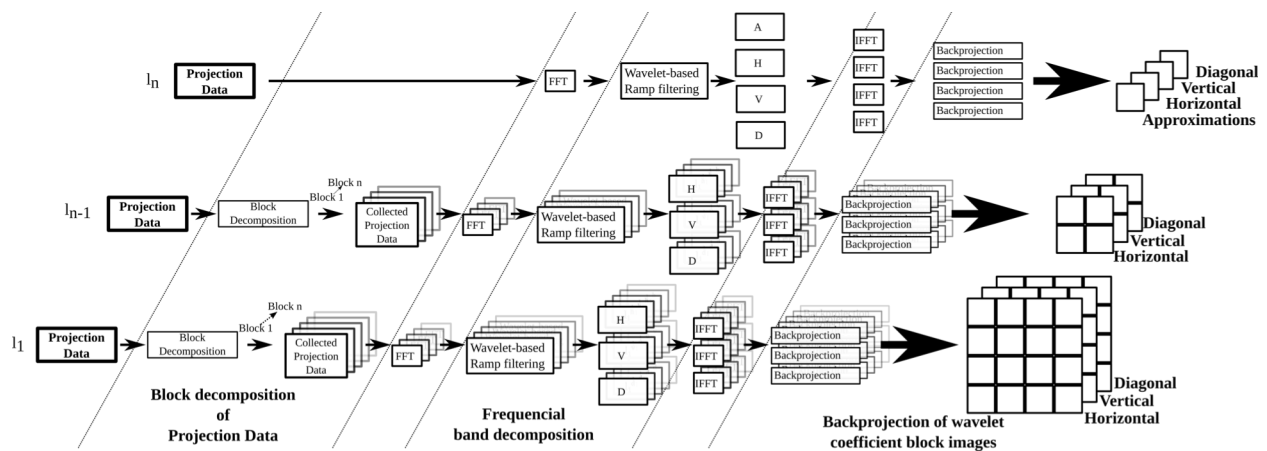 l_n
Projection
Data
FFT
Wavelet-based
Ramp filtering
A
H
V
D
IFFT
IFFT
IFFT
IFFT
Backprojection
Backprojection
Backprojection
Backprojection
Diagonal
Vertical
Horizontal
Approximations
l_n-1
Projection
Data
Block
Decomposition
Block n
Block 1
Collected
Projection
Data
FFT
Wavelet-based
Ramp filtering
H
V
D
IFFT
IFFT
IFFT
Backprojection
Backprojection
Backprojection
Diagonal
Vertical
Horizontal
l_1
Projection
Data
Block
Decomposition
Block n
Block 1
Collected
Projection
Data
FFT
Wavelet-based
Ramp filtering
H
V
D
IFFT
IFFT
IFFT
Backprojection
Backprojection
Backprojection
Diagonal
Vertical
Horizontal
Block decomposition
of
Projection Data
Frequencial
band decomposition
Backprojection of wavelet
coefficient block images